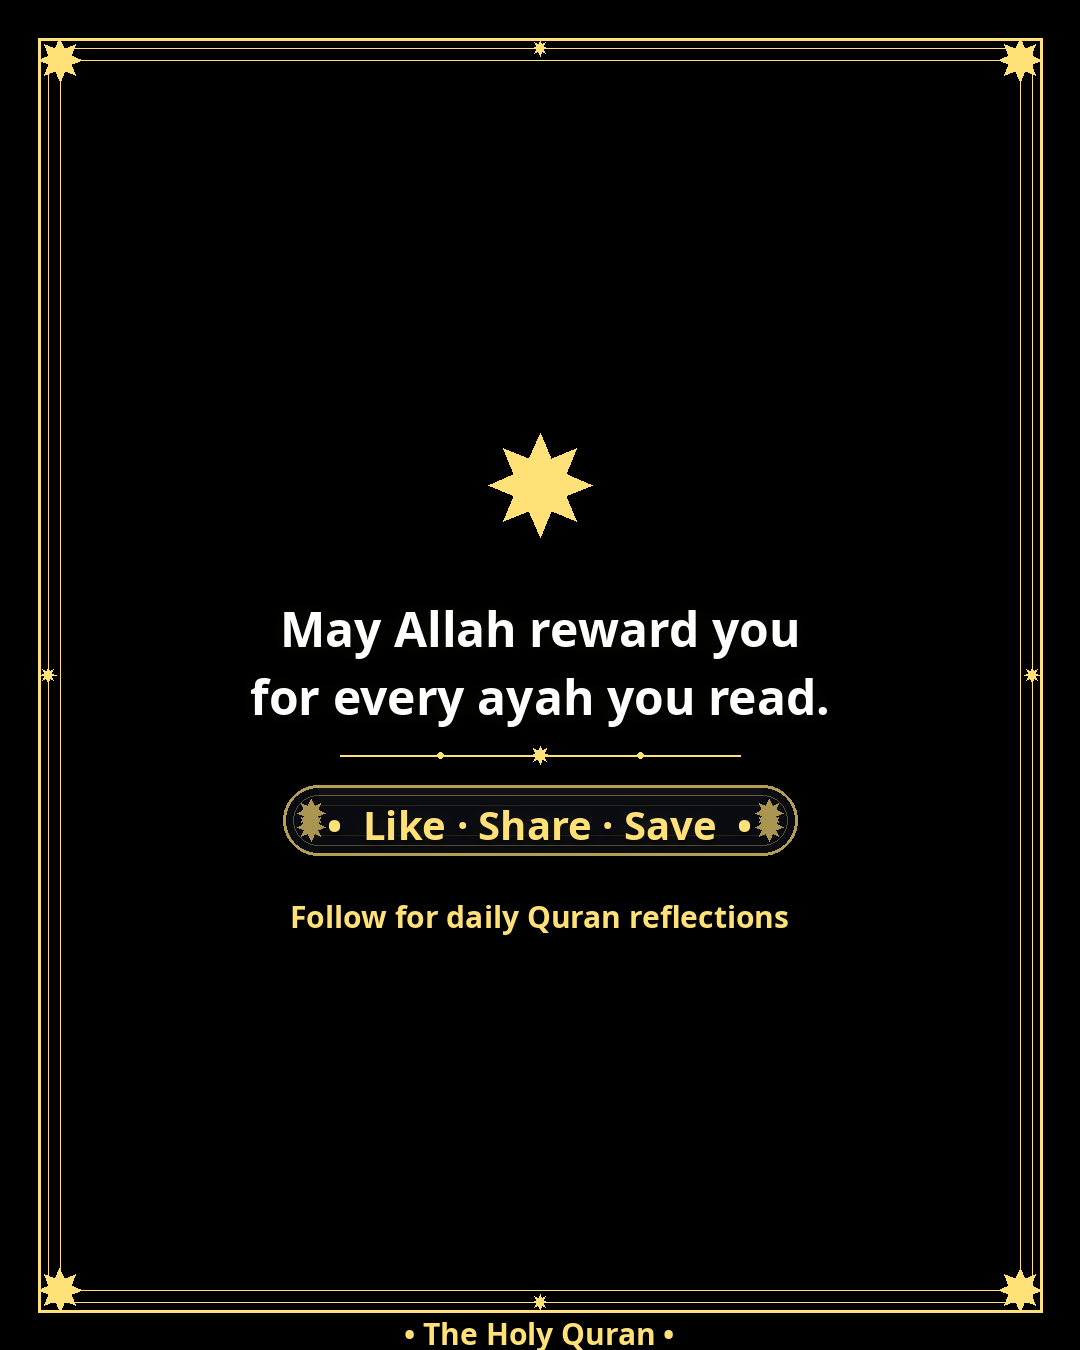 May Allah reward you
for every ayah you read.
• Like · Share · Save •
Follow for daily Quran reflections
• The Holy Quran •